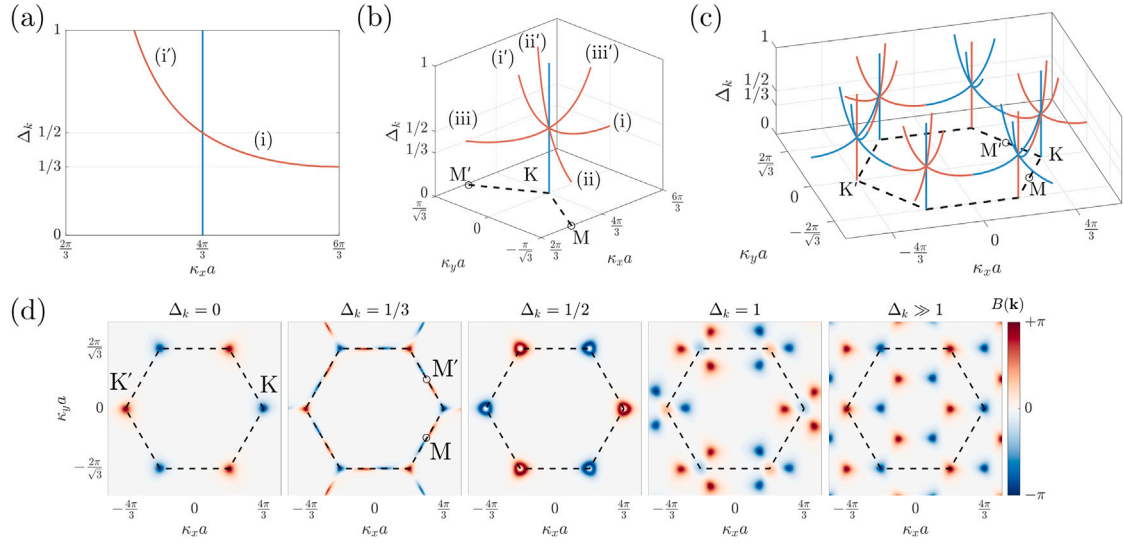 (a)
1
(i′)
Δₖ
1/2
(i)
1/3
0
2π/3
4π/3
6π/3
κₓa
(b)
(ii′)
(i′)
(iii′)
1
Δₖ
(iii)
(i)
1/2
1/3
K
(ii)
M′
0
π/√3
0
−π/√3
M
2π/3
4π/3
6π/3
κᵧa
κₓa
(c)
1
Δₖ
1/2
1/3
0
M′
K
K′
M
2π/√3
0
−2π/√3
−4π/3
0
4π/3
κᵧa
κₓa
(d)
Δₖ = 0
Δₖ = 1/3
Δₖ = 1/2
Δₖ = 1
Δₖ ≫ 1
B(k)
+π
0
−π
2π/√3
K′
K
M′
M
κᵧa
0
−2π/√3
−4π/3 0 4π/3
−4π/3 0 4π/3
−4π/3 0 4π/3
−4π/3 0 4π/3
−4π/3 0 4π/3
κₓa
κₓa
κₓa
κₓa
κₓa